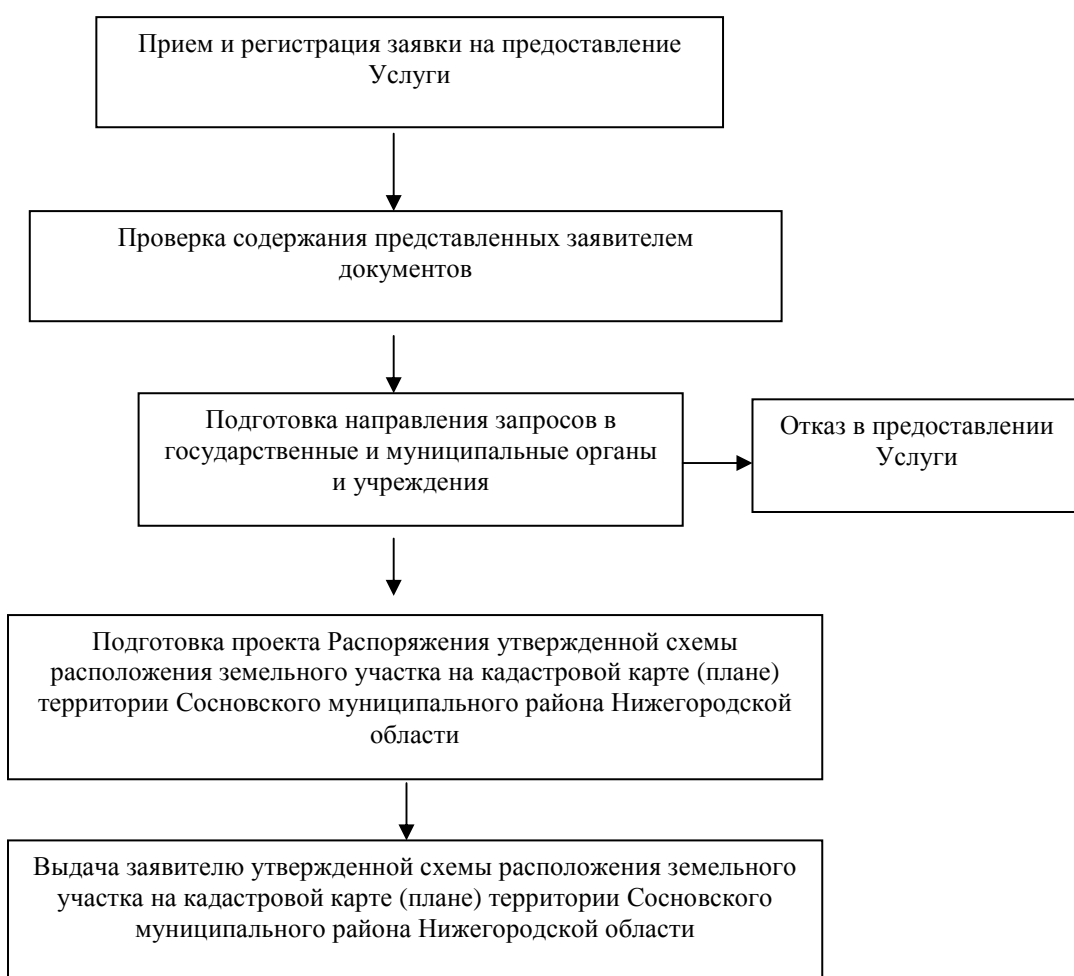 Прием и регистрация заявки на предоставление
Услуги
Проверка содержания представленных заявителем
документов
Подготовка направления запросов в
государственные и муниципальные органы
и учреждения
Отказ в предоставлении
Услуги
Подготовка проекта Распоряжения утвержденной схемы
расположения земельного участка на кадастровой карте (плане)
территории Сосновского муниципального района Нижегородской
области
Выдача заявителю утвержденной схемы расположения земельного
участка на кадастровой карте (плане) территории Сосновского
муниципального района Нижегородской области